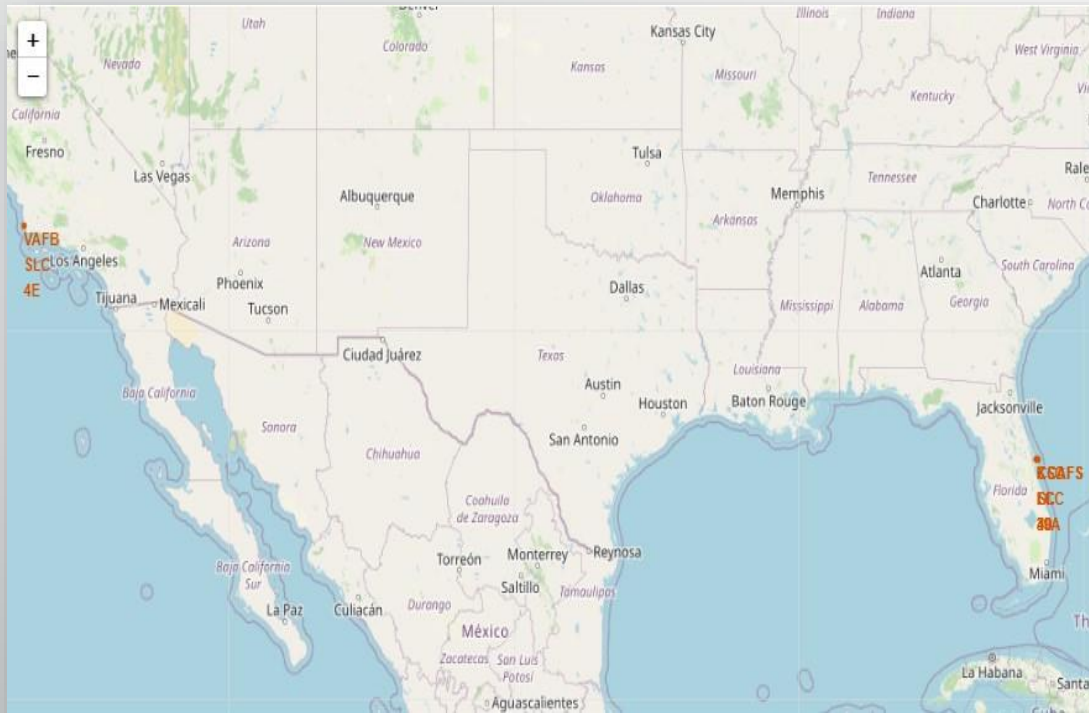 +
−
Denver
Utah
Colorado
Kansas City
Illinois
Indiana
Nevada
Kansas
Missouri
West Virginia
Kentucky
California
Fresno
Las Vegas
Tulsa
Albuquerque
Memphis
Tennessee
Charlotte
Oklahoma
Arkansas
Arizona
New Mexico
VAFB
SLC
4E
Los Angeles
Phoenix
Tucson
Atlanta
South Carolina
Tijuana
Mexicali
Dallas
Mississippi
Alabama
Georgia
Ciudad Juárez
Texas
Louisiana
Baja California
Austin
Houston
Baton Rouge
Jacksonville
Sonora
San Antonio
Chihuahua
Florida
Coahuila
de Zaragoza
Torreón
Monterrey
Reynosa
Saltillo
Tamaulipas
Baja California
Sur
Miami
La Paz
Culiacán
Durango
México
Zacatecas
San Luis
Potosí
La Habana
Aguascalientes